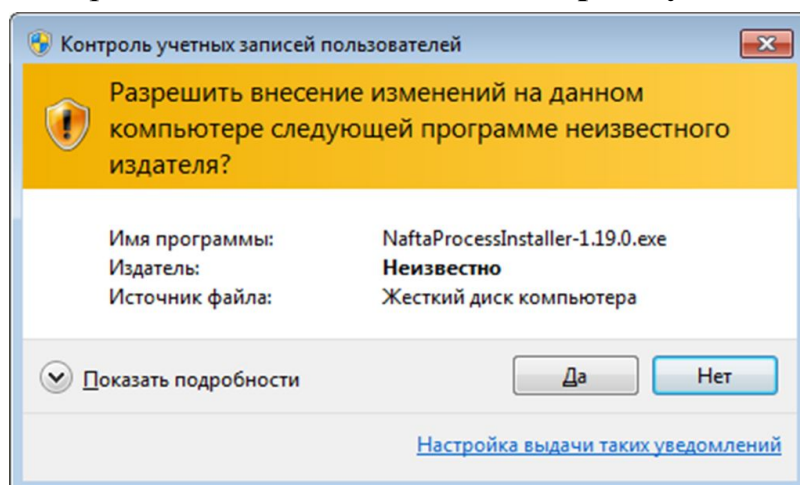 Контроль учетных записей пользователей
Разрешить внесение изменений на данном
компьютере следующей программе неизвестного
издателя?
Имя программы: NaftaProcessInstaller-1.19.0.exe
Издатель: Неизвестно
Источник файла: Жесткий диск компьютера
Показать подробности Да Нет
Настройка выдачи таких уведомлений